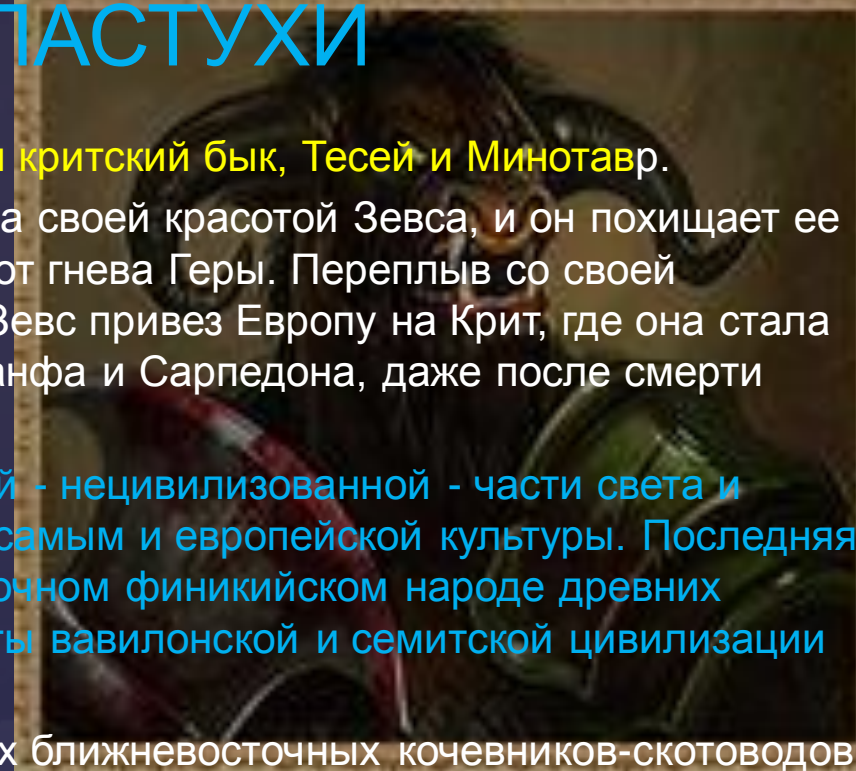 ПАСТУХИ
критский бык, Тесей и Минотавр.
а своей красотой Зевса, и он похищает ее
от гнева Геры. Переплыв со своей
Зевс привез Европу на Крит, где она стала
анфа и Сарпедона, даже после смерти
й - нецивилизованной - части света и
самым и европейской культуры. Последняя
очном финикийском народе древних
ты вавилонской и семитской цивилизации
х ближневосточных кочевников-скотоводов